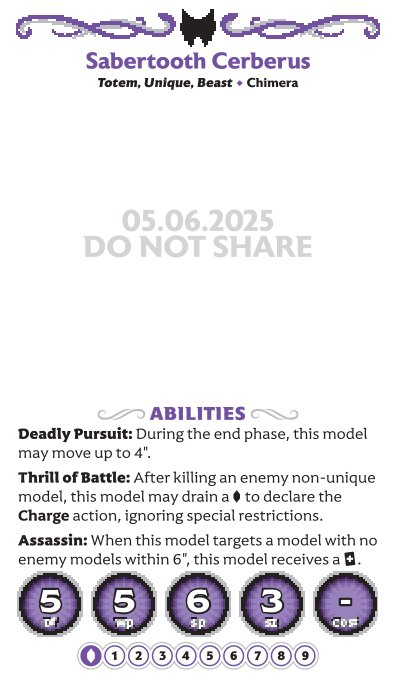 Sabertooth Cerberus
Totem, Unique, Beast • Chimera
05.06.2025
DO NOT SHARE
ABILITIES
Deadly Pursuit: During the end phase, this model
may move up to 4".
Thrill of Battle: After killing an enemy non-unique
model, this model may drain a to declare the
Charge action, ignoring special restrictions.
Assassin: When this model targets a model with no
enemy models within 6", this model receives a .
5 5 6 3 -
df wp sp sz cost
1 2 3 4 5 6 7 8 9